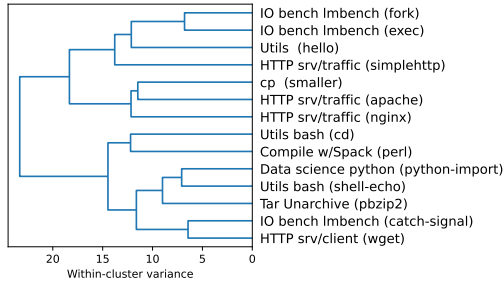 IO bench lmbench (fork)
IO bench lmbench (exec)
Utils  (hello)
HTTP srv/traffic (simplehttp)
cp  (smaller)
HTTP srv/traffic (apache)
HTTP srv/traffic (nginx)
Utils bash (cd)
Compile w/Spack (perl)
Data science python (python-import)
Utils bash (shell-echo)
Tar Unarchive (pbzip2)
IO bench lmbench (catch-signal)
HTTP srv/client (wget)
20 15 10 5 0
Within-cluster variance